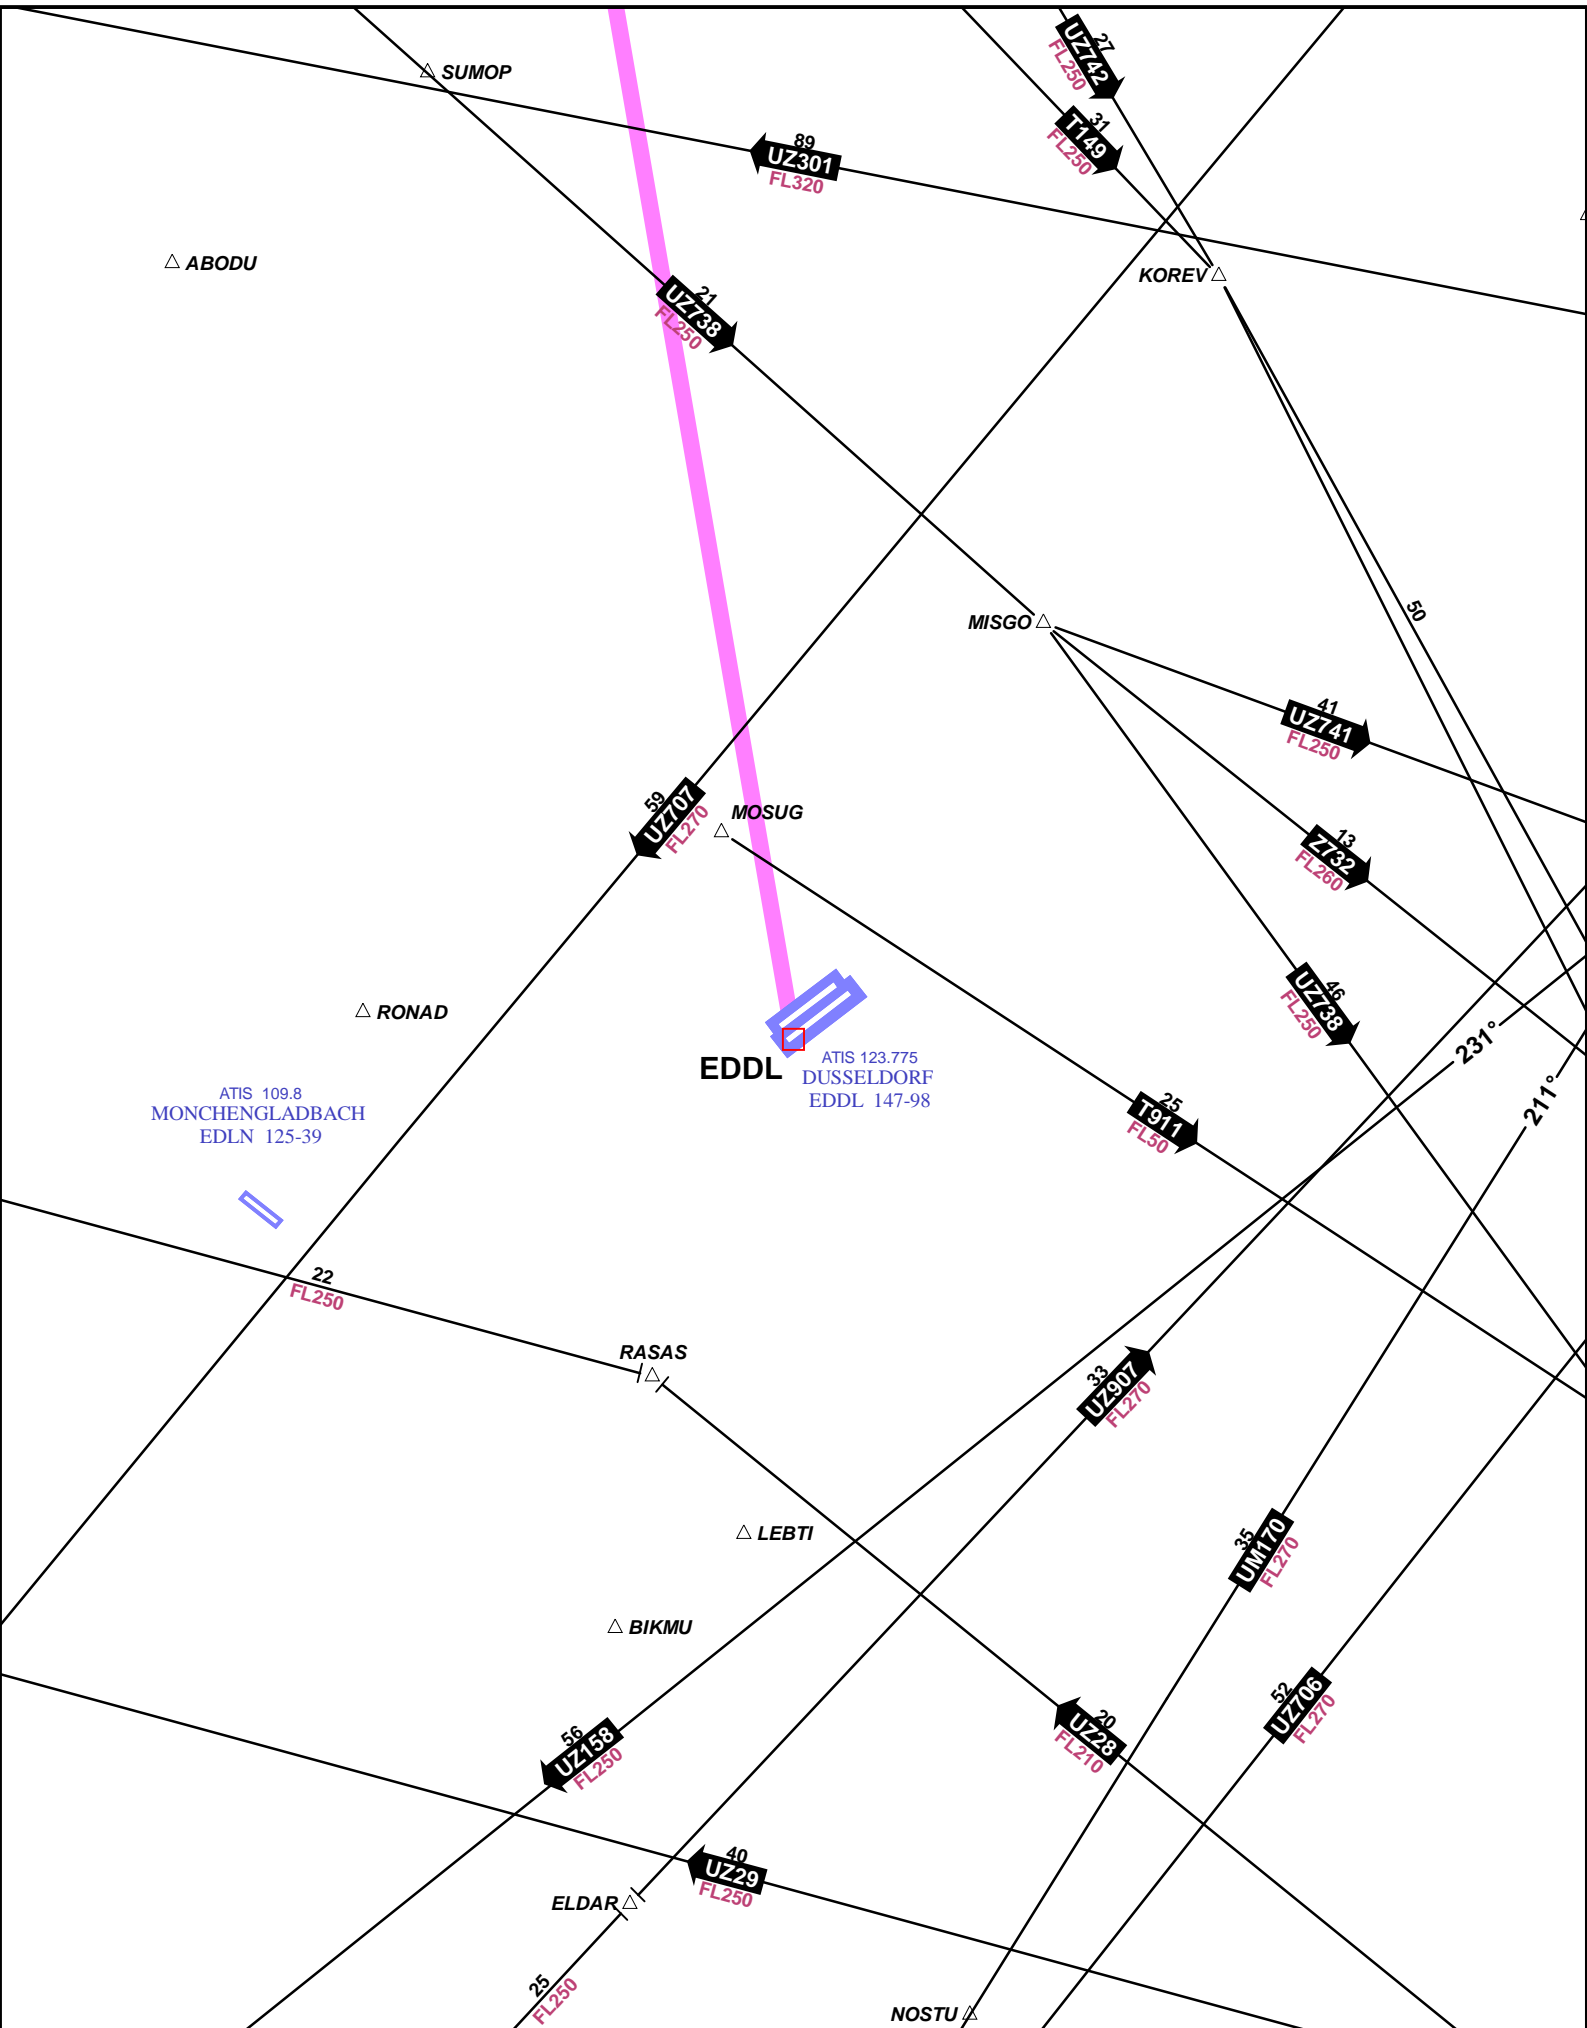 27
UZ742
FL250
SUMOP
31
T149
FL250
89
UZ301
FL320
ABODU
KOREV
21
UZ738
FL250
50
MISGO
41
UZ741
FL250
59
UZ707
FL270
MOSUG
13
Z732
FL260
46
UZ738
FL250
RONAD
231°
EDDL
ATIS 123.775
DUSSELDORF
EDDL 147-98
ATIS 109.8
MONCHENGLADBACH
EDLN 125-39
211°
25
T911
FL50
22
FL250
RASAS
33
UZ907
FL270
LEBTI
35
UM170
FL270
BIKMU
52
UZ706
FL270
56
UZ158
FL250
20
UZ28
FL210
40
UZ29
FL250
ELDAR
25
FL250
NOSTU